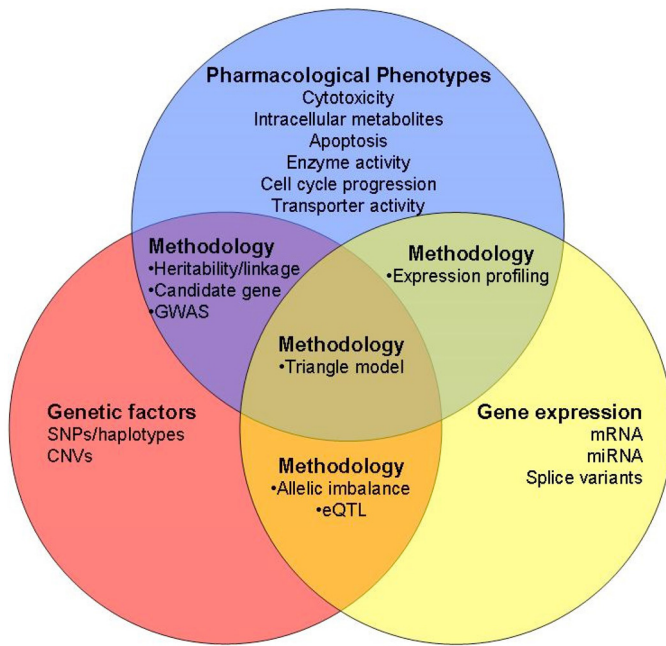 Pharmacological Phenotypes
Cytotoxicity
Intracellular metabolites
Apoptosis
Enzyme activity
Cell cycle progression
Transporter activity
Methodology
•Heritability/linkage
•Candidate gene
•GWAS
Methodology
•Expression profiling
Methodology
•Triangle model
Genetic factors
SNPs/haplotypes
CNVs
Gene expression
mRNA
miRNA
Splice variants
Methodology
•Allelic imbalance
•eQTL